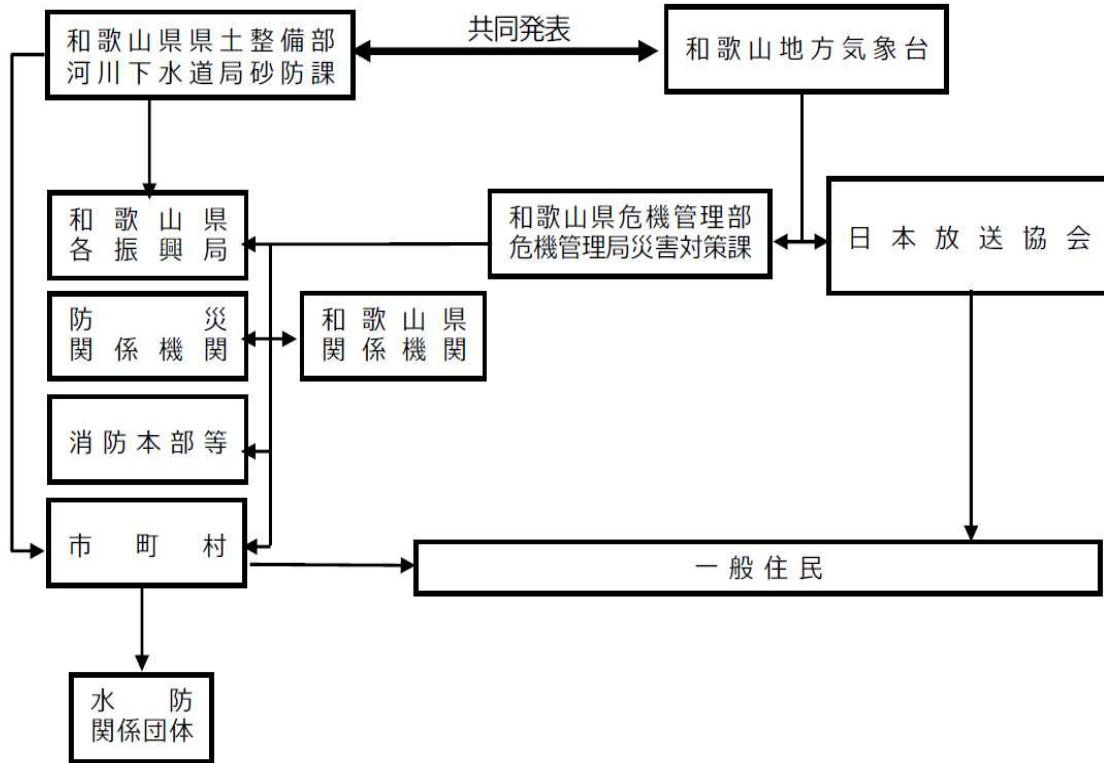 和歌山県県土整備部
河川下水道局砂防課
共同発表
和歌山地方気象台
和歌山県
各振興局
和歌山県危機管理部
危機管理局災害対策課
日本放送協会
防災
関係機関
和歌山県
関係機関
消防本部等
市町村
一般住民
水防
関係団体